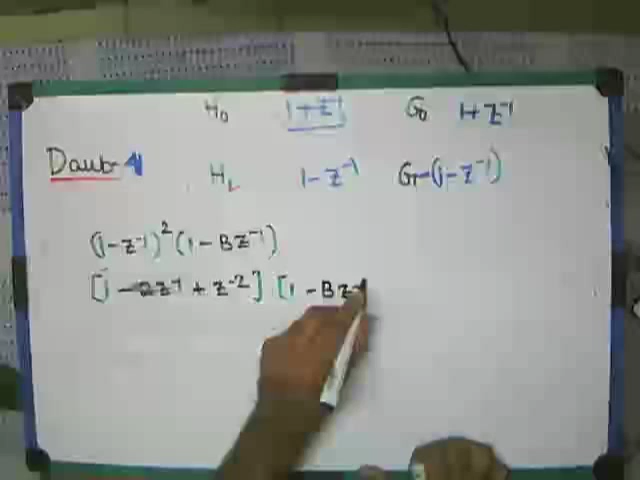 H₀ 1+z⁻¹ G₀ 1+z⁻¹
Daub-4 H₁ 1-z⁻¹ G₁-(1-z⁻¹)
(1-z⁻¹)²(1-Bz⁻¹)
[1-2z⁻¹+z⁻²][1-Bz⁻¹